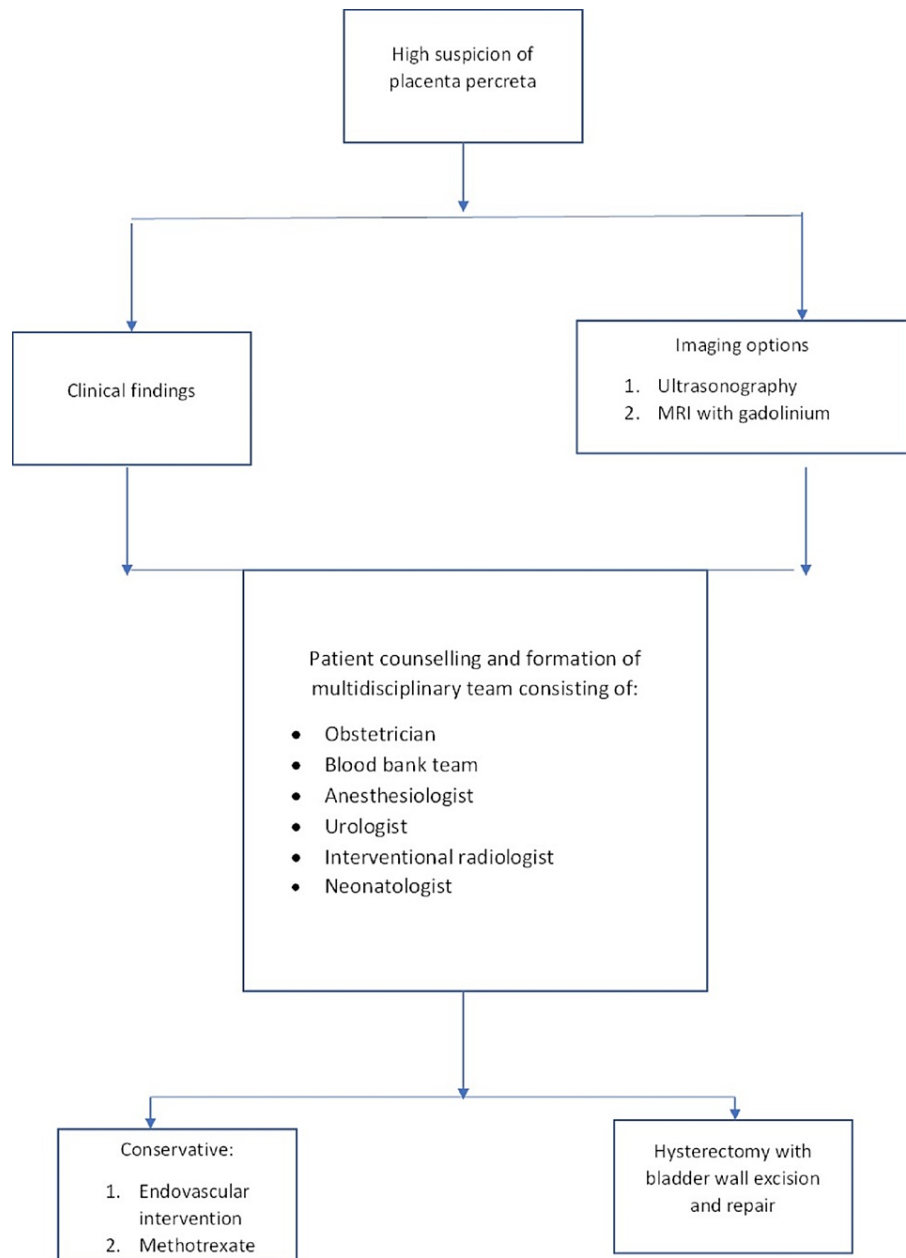 High suspicion of
placenta percreta
Clinical findings
Imaging options
1. Ultrasonography
2. MRI with gadolinium
Patient counselling and formation of
multidisciplinary team consisting of:
• Obstetrician
• Blood bank team
• Anesthesiologist
• Urologist
• Interventional radiologist
• Neonatologist
Conservative:
1. Endovascular
intervention
2. Methotrexate
Hysterectomy with
bladder wall excision
and repair